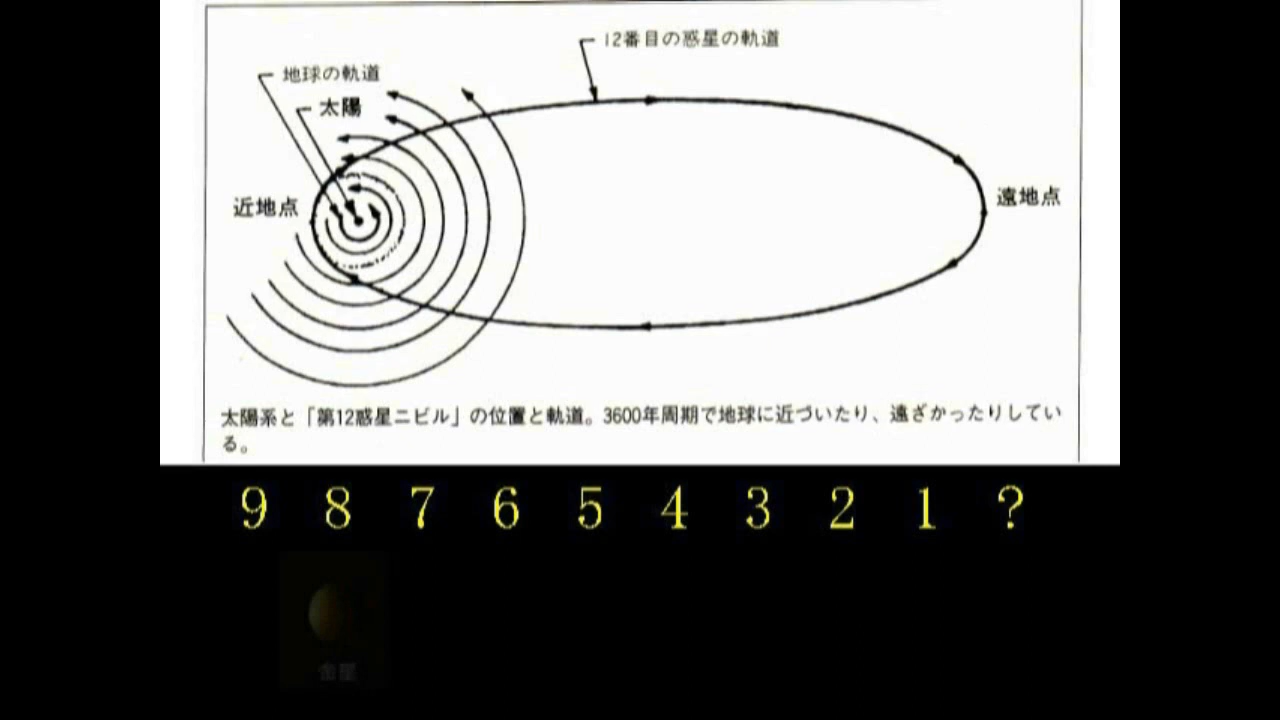 12番目の惑星の軌道
地球の軌道
太陽
近地点
遠地点
太陽系と「第12惑星ニビル」の位置と軌道。3600年周期で地球に近づいたり、遠ざかったりしてい
る。
9 8 7 6 5 4 3 2 1 ?
金星